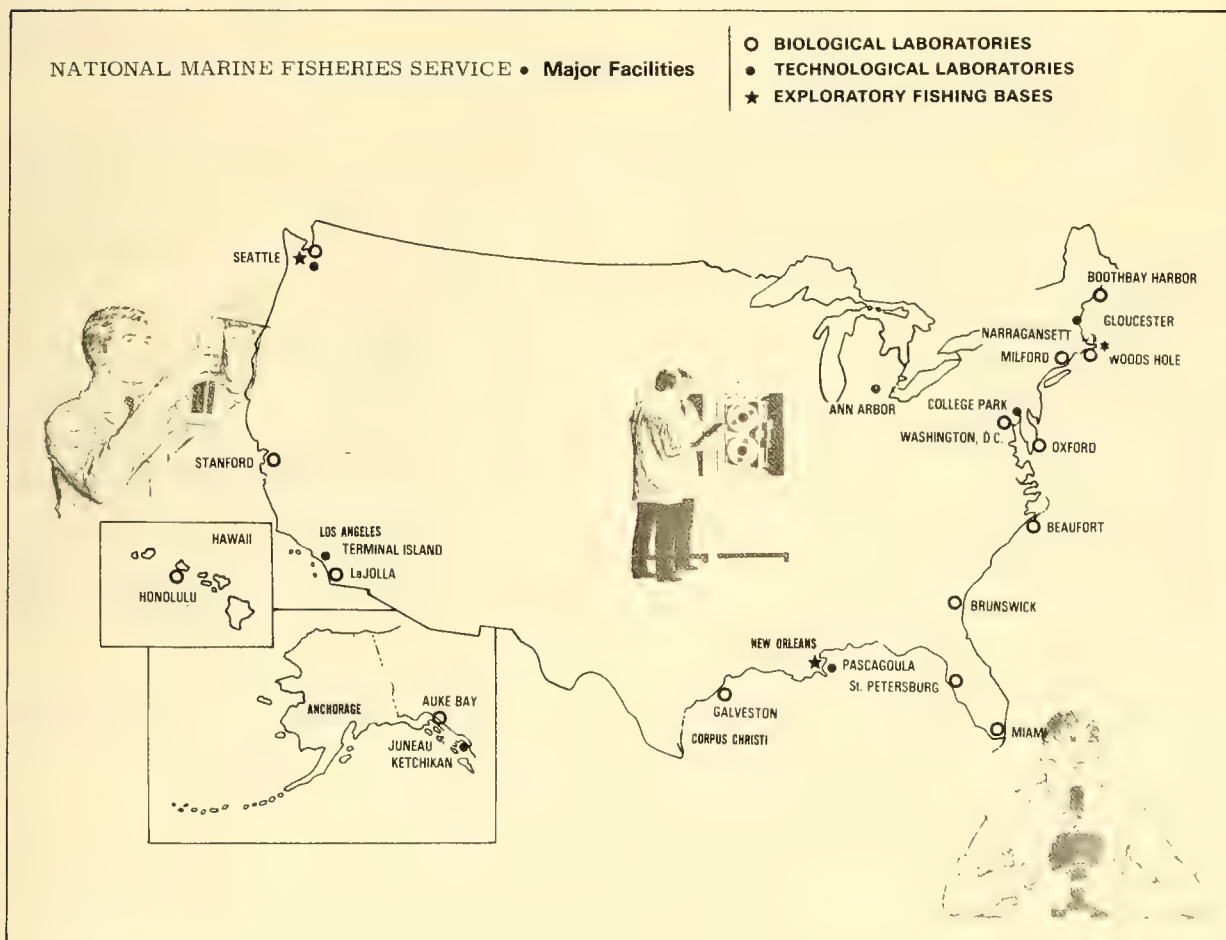 NATIONAL MARINE FISHERIES SERVICE • Major Facilities
BIOLOGICAL LABORATORIES
• TECHNOLOGICAL LABORATORIES
★ EXPLORATORY FISHING BASES
SEATTLE
BOOTHBAY HARBOR
GLOUCESTER
NARRAGANSETT
MILFORD
WOODS HOLE
ANN ARBOR
COLLEGE PARK
WASHINGTON, D.C.
OXFORD
STANFORD
BEAUFORT
LOS ANGELES
TERMINAL ISLAND
LaJOLLA
HAWAII
HONOLULU
BRUNSWICK
NEW ORLEANS
PASCAGOULA
St. PETERSBURG
GALVESTON
CORPUS CHRISTI
MIAMI
ANCHORAGE
AUKE BAY
JUNEAU
KETCHIKAN